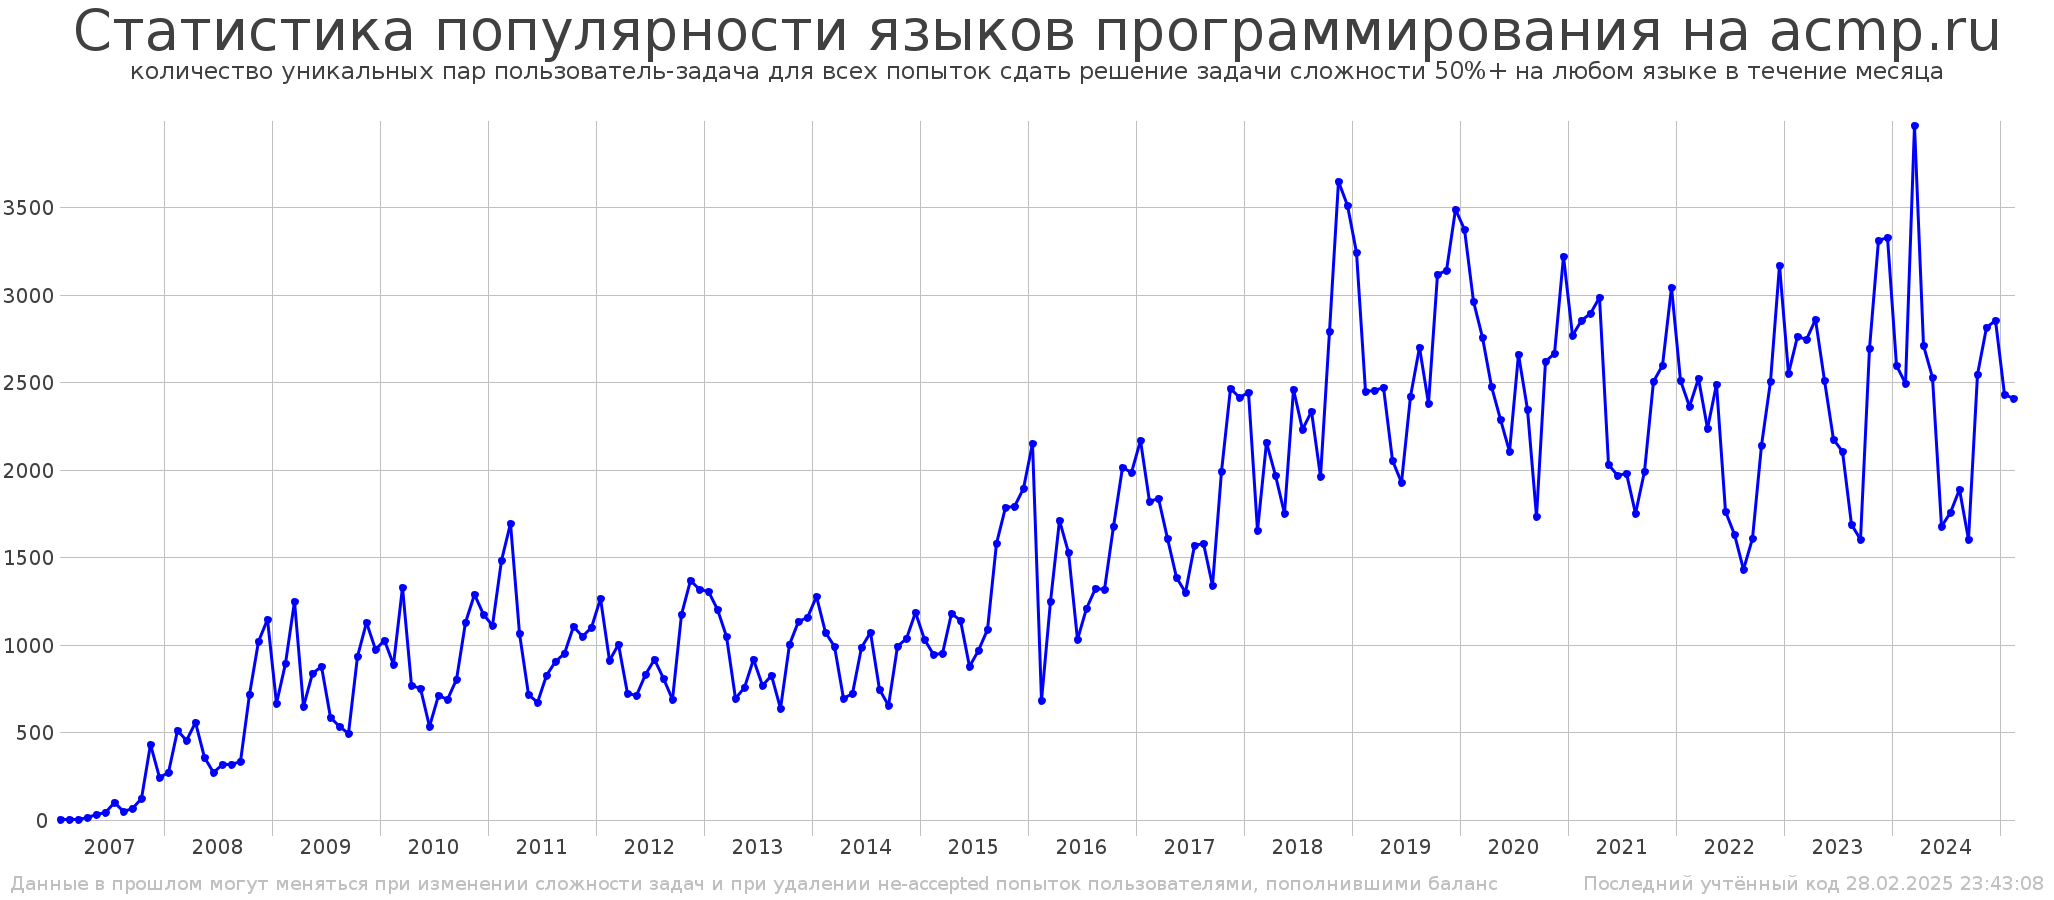 Статистика популярности языков программирования на acmp.ru
количество уникальных пар пользователь-задача для всех попыток сдать решение задачи сложности 50%+ на любом языке в течение месяца
3500
3000
2500
2000
1500
1000
500
0
2007 2008 2009 2010 2011 2012 2013 2014 2015 2016 2017 2018 2019 2020 2021 2022 2023 2024
Данные в прошлом могут меняться при изменении сложности задач и при удалении не-accepted попыток пользователями, пополнившими баланс Последний учтённый код 28.02.2025 23:43:08